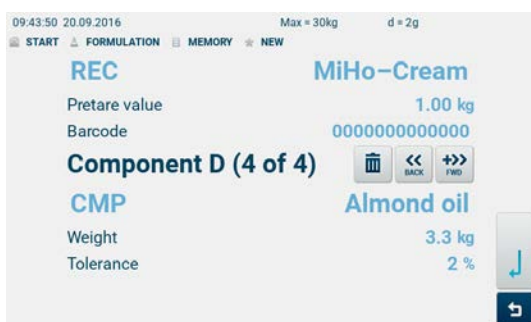 09:43:50 20.09.2016 Max = 30kg d = 2g
START FORMULATION MEMORY NEW
REC MiHo-Cream
Pretare value 1.00 kg
Barcode 0000000000000
Component D (4 of 4) << BACK +>> FWD
CMP Almond oil
Weight 3.3 kg
Tolerance 2 %